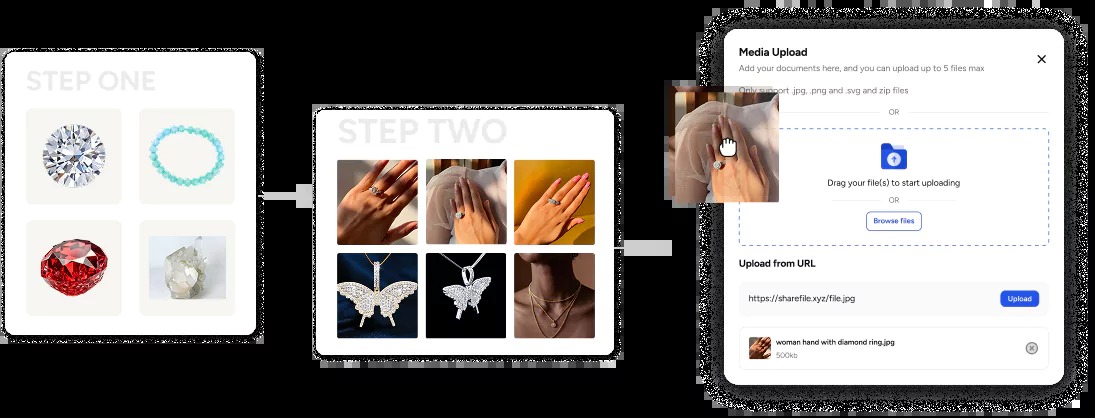 STEP ONE
STEP TWO
Media Upload
Add your documents here, and you can upload up to 5 files max
Only support .jpg, .png and .svg and zip files
OR
Drag your file(s) to start uploading
OR
Browse files
Upload from URL
https://sharefile.xyz/file.jpg
Upload
woman hand with diamond ring.jpg
500kb